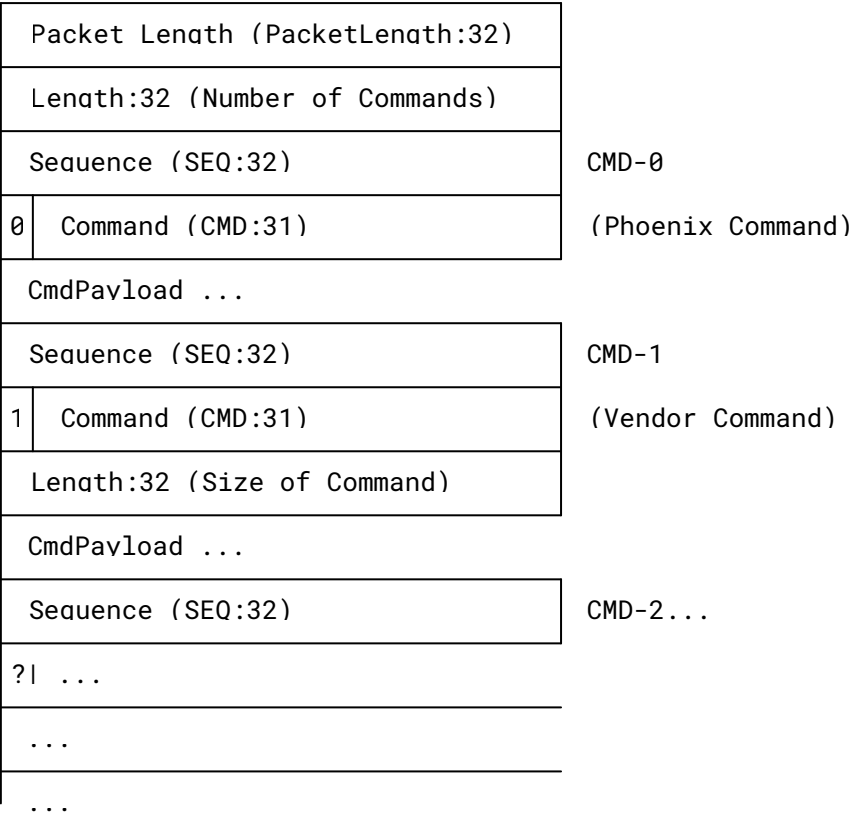 Packet Length (PacketLength:32)
Length:32 (Number of Commands)
Sequence (SEQ:32) CMD-0
0 Command (CMD:31) (Phoenix Command)
CmdPayload ...
Sequence (SEQ:32) CMD-1
1 Command (CMD:31) (Vendor Command)
Length:32 (Size of Command)
CmdPayload ...
Sequence (SEQ:32) CMD-2...
?| ...
...
...